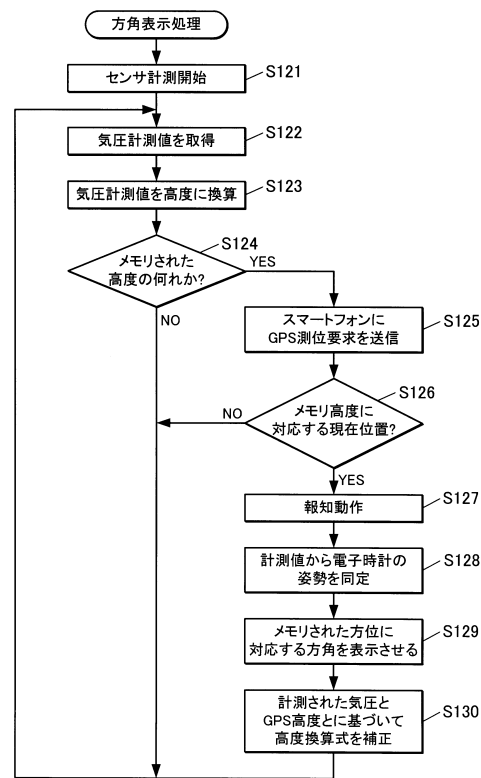 方角表示処理
センサ計測開始
S121
気圧計測値を取得
S122
気圧計測値を高度に換算
S123
メモリされた
高度の何れか?
S124
YES
NO
スマートフォンに
GPS測位要求を送信
S125
メモリ高度に
対応する現在位置?
S126
NO
YES
報知動作
S127
計測値から電子時計の
姿勢を同定
S128
メモリされた方位に
対応する方角を表示させる
S129
計測された気圧と
GPS高度とに基づいて
高度換算式を補正
S130